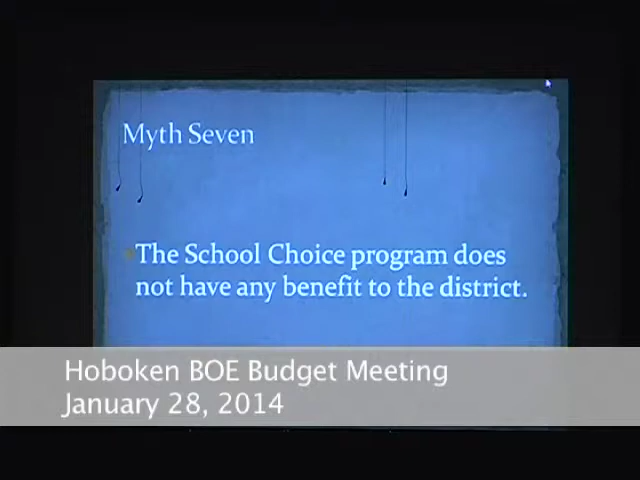 Myth Seven
The School Choice program does
not have any benefit to the district.
Hoboken BOE Budget Meeting
January 28, 2014